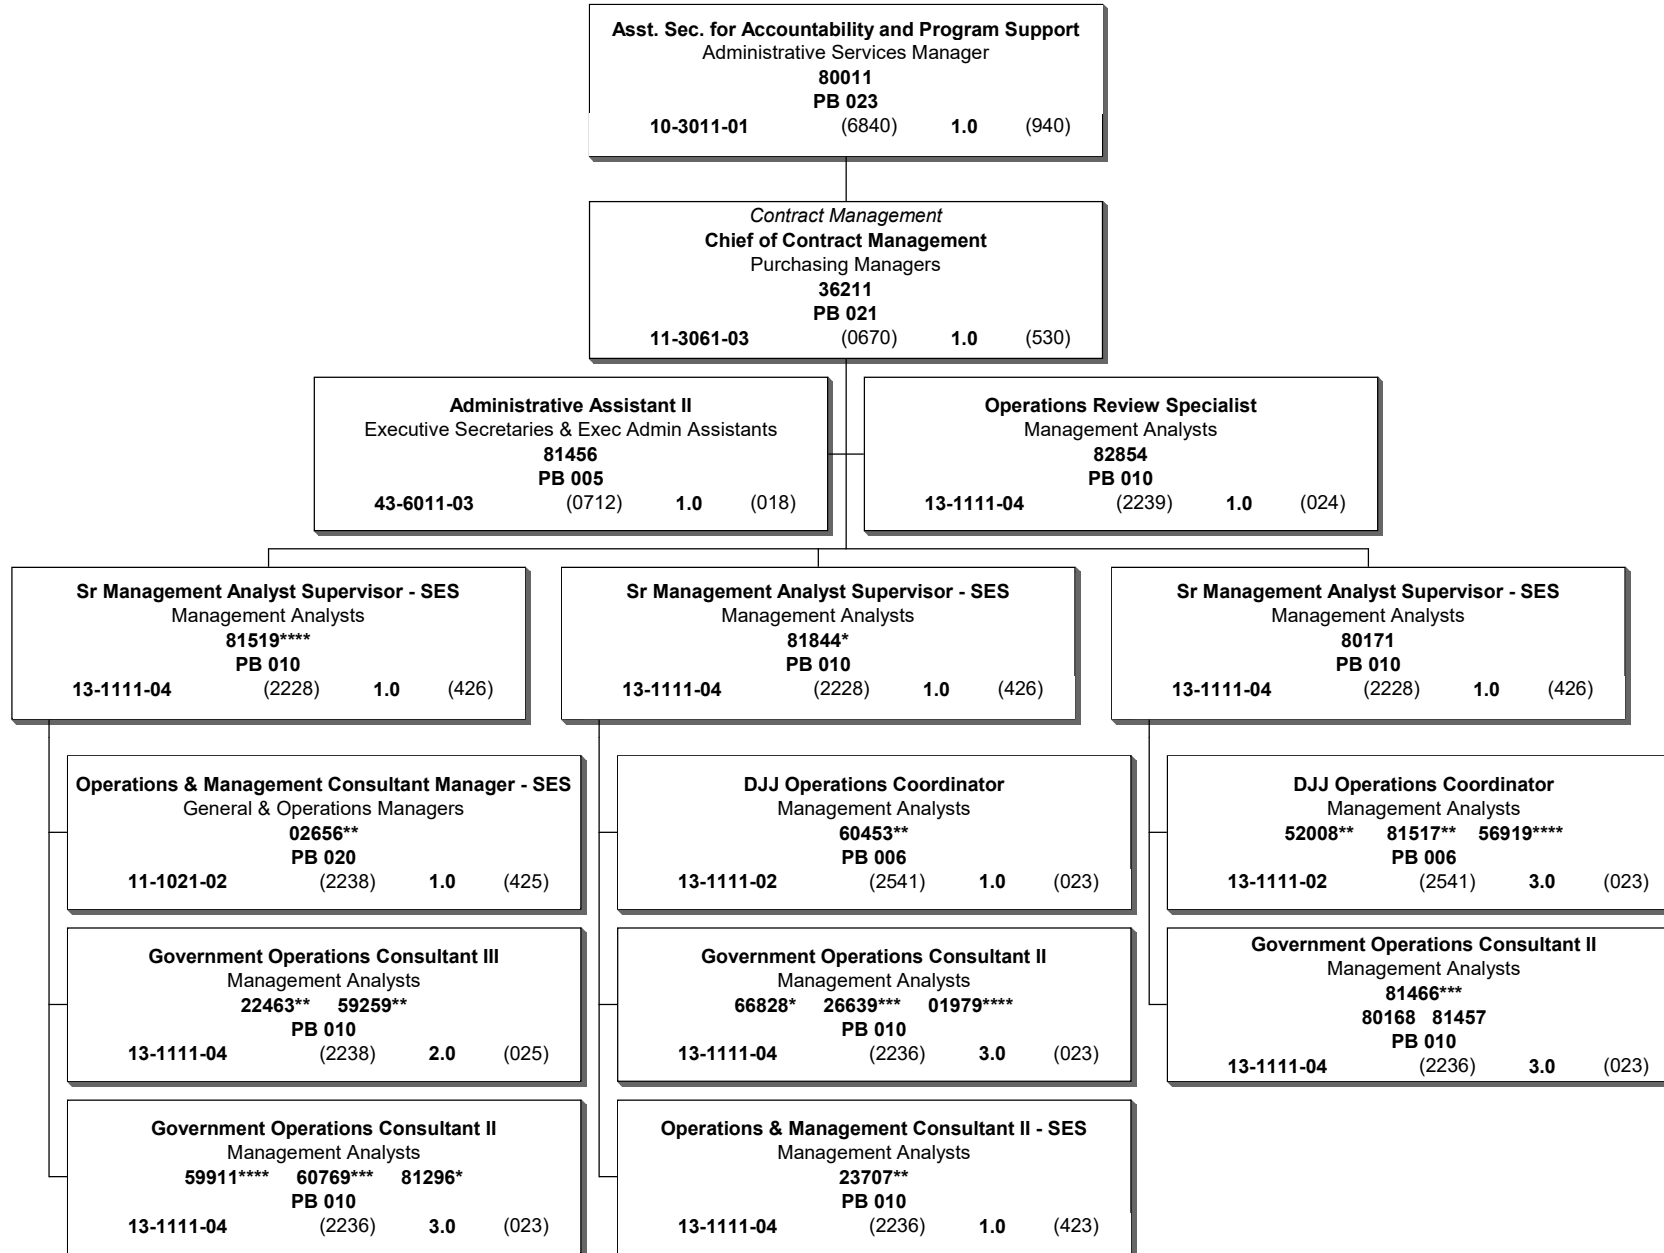 Asst. Sec. for Accountability and Program Support
Administrative Services Manager
80011
PB 023
10-3011-01 (6840) 1.0 (940)
Contract Management
Chief of Contract Management
Purchasing Managers
36211
PB 021
11-3061-03 (0670) 1.0 (530)
Administrative Assistant II
Executive Secretaries & Exec Admin Assistants
81456
PB 005
43-6011-03 (0712) 1.0 (018)
Operations Review Specialist
Management Analysts
82854
PB 010
13-1111-04 (2239) 1.0 (024)
Sr Management Analyst Supervisor - SES
Management Analysts
81519****
PB 010
13-1111-04 (2228) 1.0 (426)
Sr Management Analyst Supervisor - SES
Management Analysts
81844*
PB 010
13-1111-04 (2228) 1.0 (426)
Sr Management Analyst Supervisor - SES
Management Analysts
80171
PB 010
13-1111-04 (2228) 1.0 (426)
Operations & Management Consultant Manager - SES
General & Operations Managers
02656**
PB 020
11-1021-02 (2238) 1.0 (425)
DJJ Operations Coordinator
Management Analysts
60453**
PB 006
13-1111-02 (2541) 1.0 (023)
DJJ Operations Coordinator
Management Analysts
52008** 81517** 56919****
PB 006
13-1111-02 (2541) 3.0 (023)
Government Operations Consultant III
Management Analysts
22463** 59259**
PB 010
13-1111-04 (2238) 2.0 (025)
Government Operations Consultant II
Management Analysts
66828* 26639*** 01979****
PB 010
13-1111-04 (2236) 3.0 (023)
Government Operations Consultant II
Management Analysts
81466***
80168 81457
PB 010
13-1111-04 (2236) 3.0 (023)
Government Operations Consultant II
Management Analysts
59911**** 60769*** 81296*
PB 010
13-1111-04 (2236) 3.0 (023)
Operations & Management Consultant II - SES
Management Analysts
23707**
PB 010
13-1111-04 (2236) 1.0 (423)